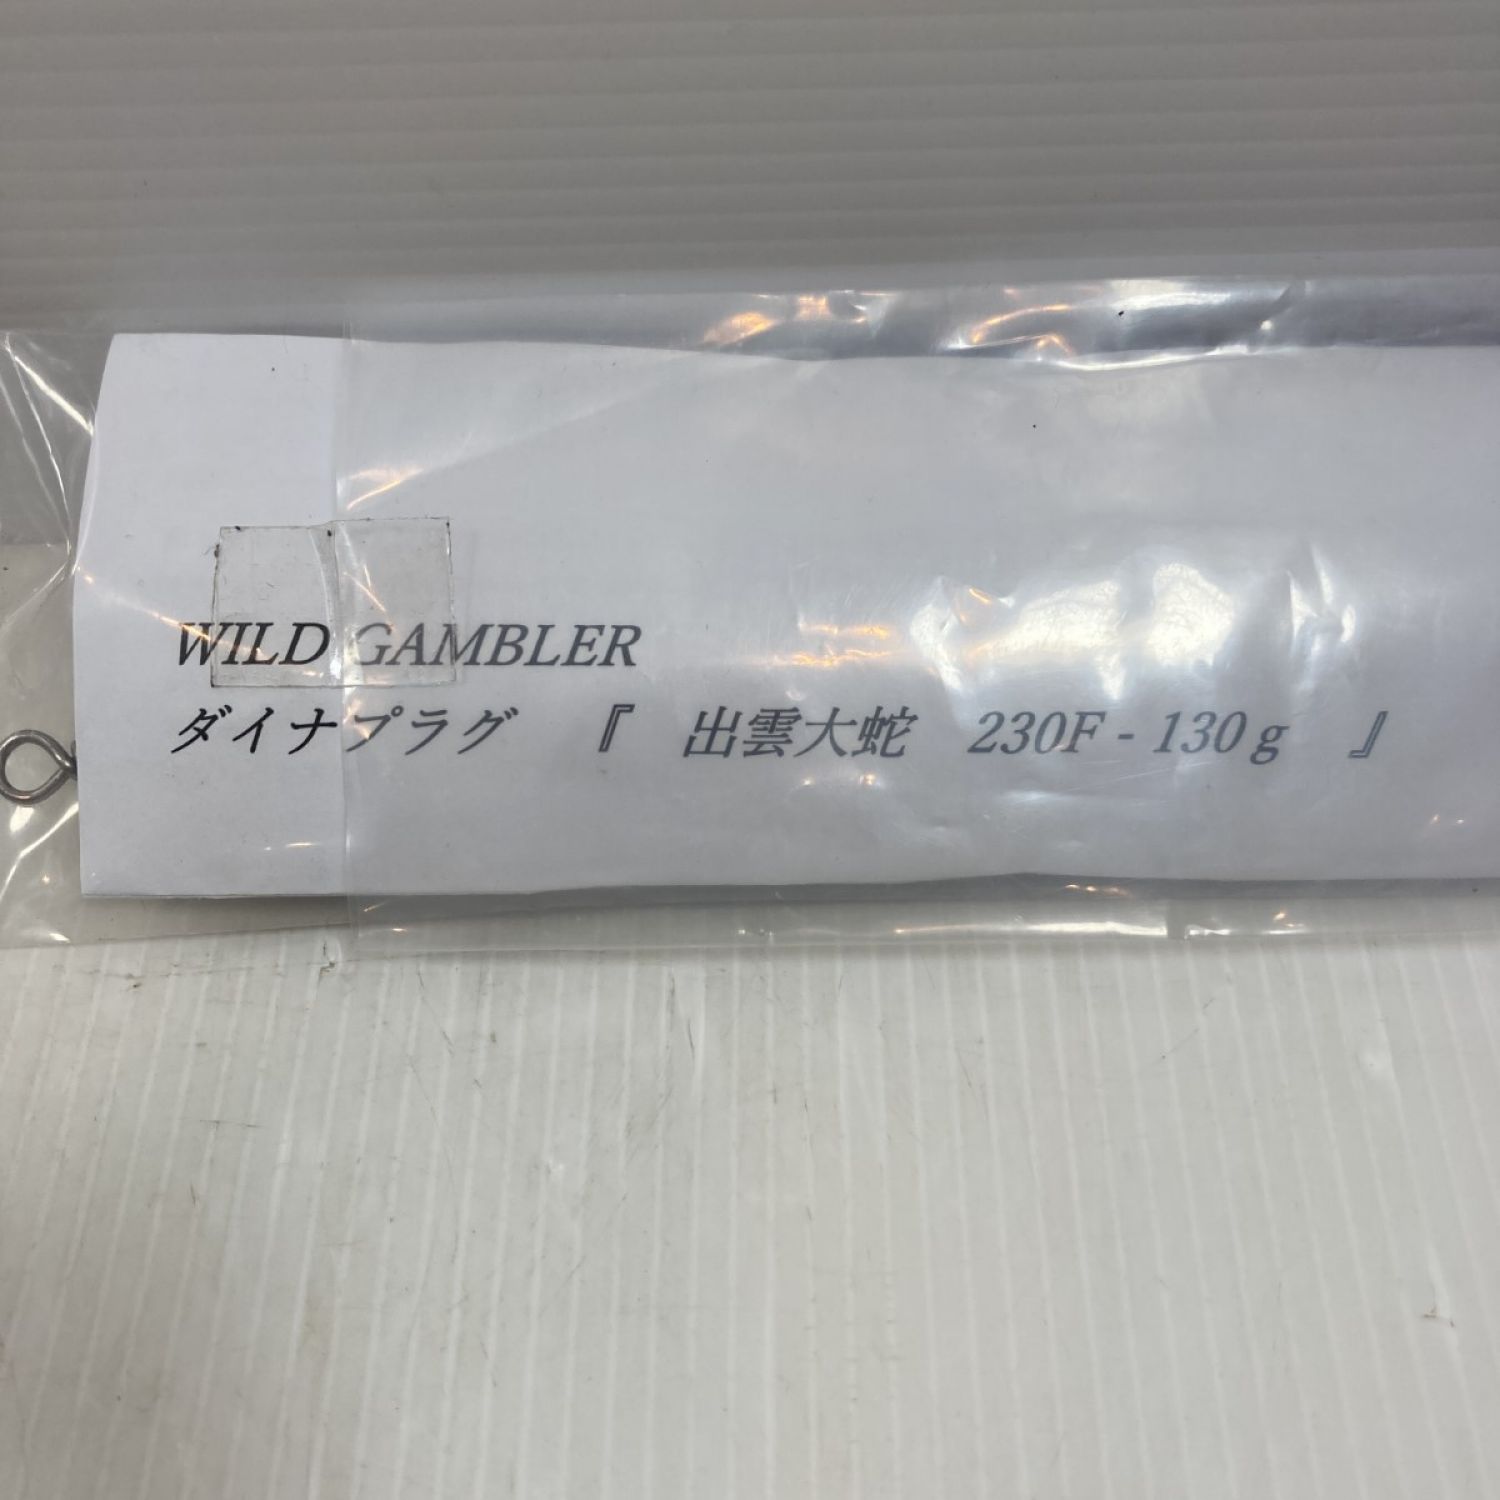 WILD GAMBLER
ダイナプラグ 『 出雲大蛇 230F - 130g 』